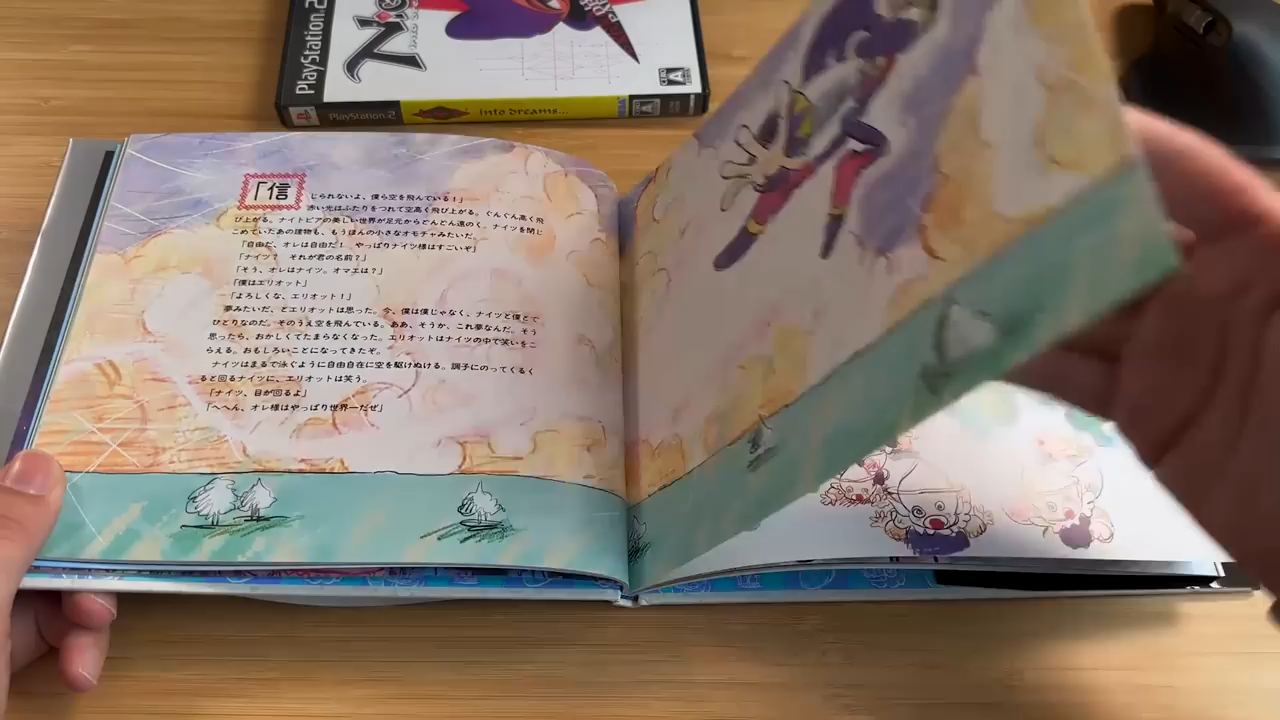 PlayStation 2
PlayStation.2
into dreams...
SEGA
CERO
A
「信じられないよ、僕ら空を飛んでいる！」
赤い光はふたりをつれて空高く飛び上がる。ぐんぐん高く飛
び上がる。ナイトピアの美しい世界が足元からどんどん遠のく。ナイツを閉じ
こめていたあの建物も、もうほんの小さなオモチャみたいだ。
「自由だ、オレは自由だ！　やっぱりナイツ様はすごいぞ」
「ナイツ？　それが君の名前？」
「そう、オレはナイツ。オマエは？」
「僕はエリオット」
「よろしくな、エリオット！」
夢みたいだ、とエリオットは思った。今、僕は僕じゃなく、ナイツと僕とで
ひとりなのだ。そのうえ空を飛んでいる。ああ、そうか、これ夢なんだ。そう
思ったら、おかしくてたまらなくなった。エリオットはナイツの中で笑いをこ
らえる。おもしろいことになってきたぞ。
ナイツはまるで泳ぐように自由自在に空を駆けぬける。調子にのってくるく
ると回るナイツに、エリオットは笑う。
「ナイツ、目が回るよ」
「へへん、オレ様はやっぱり世界一だぜ」